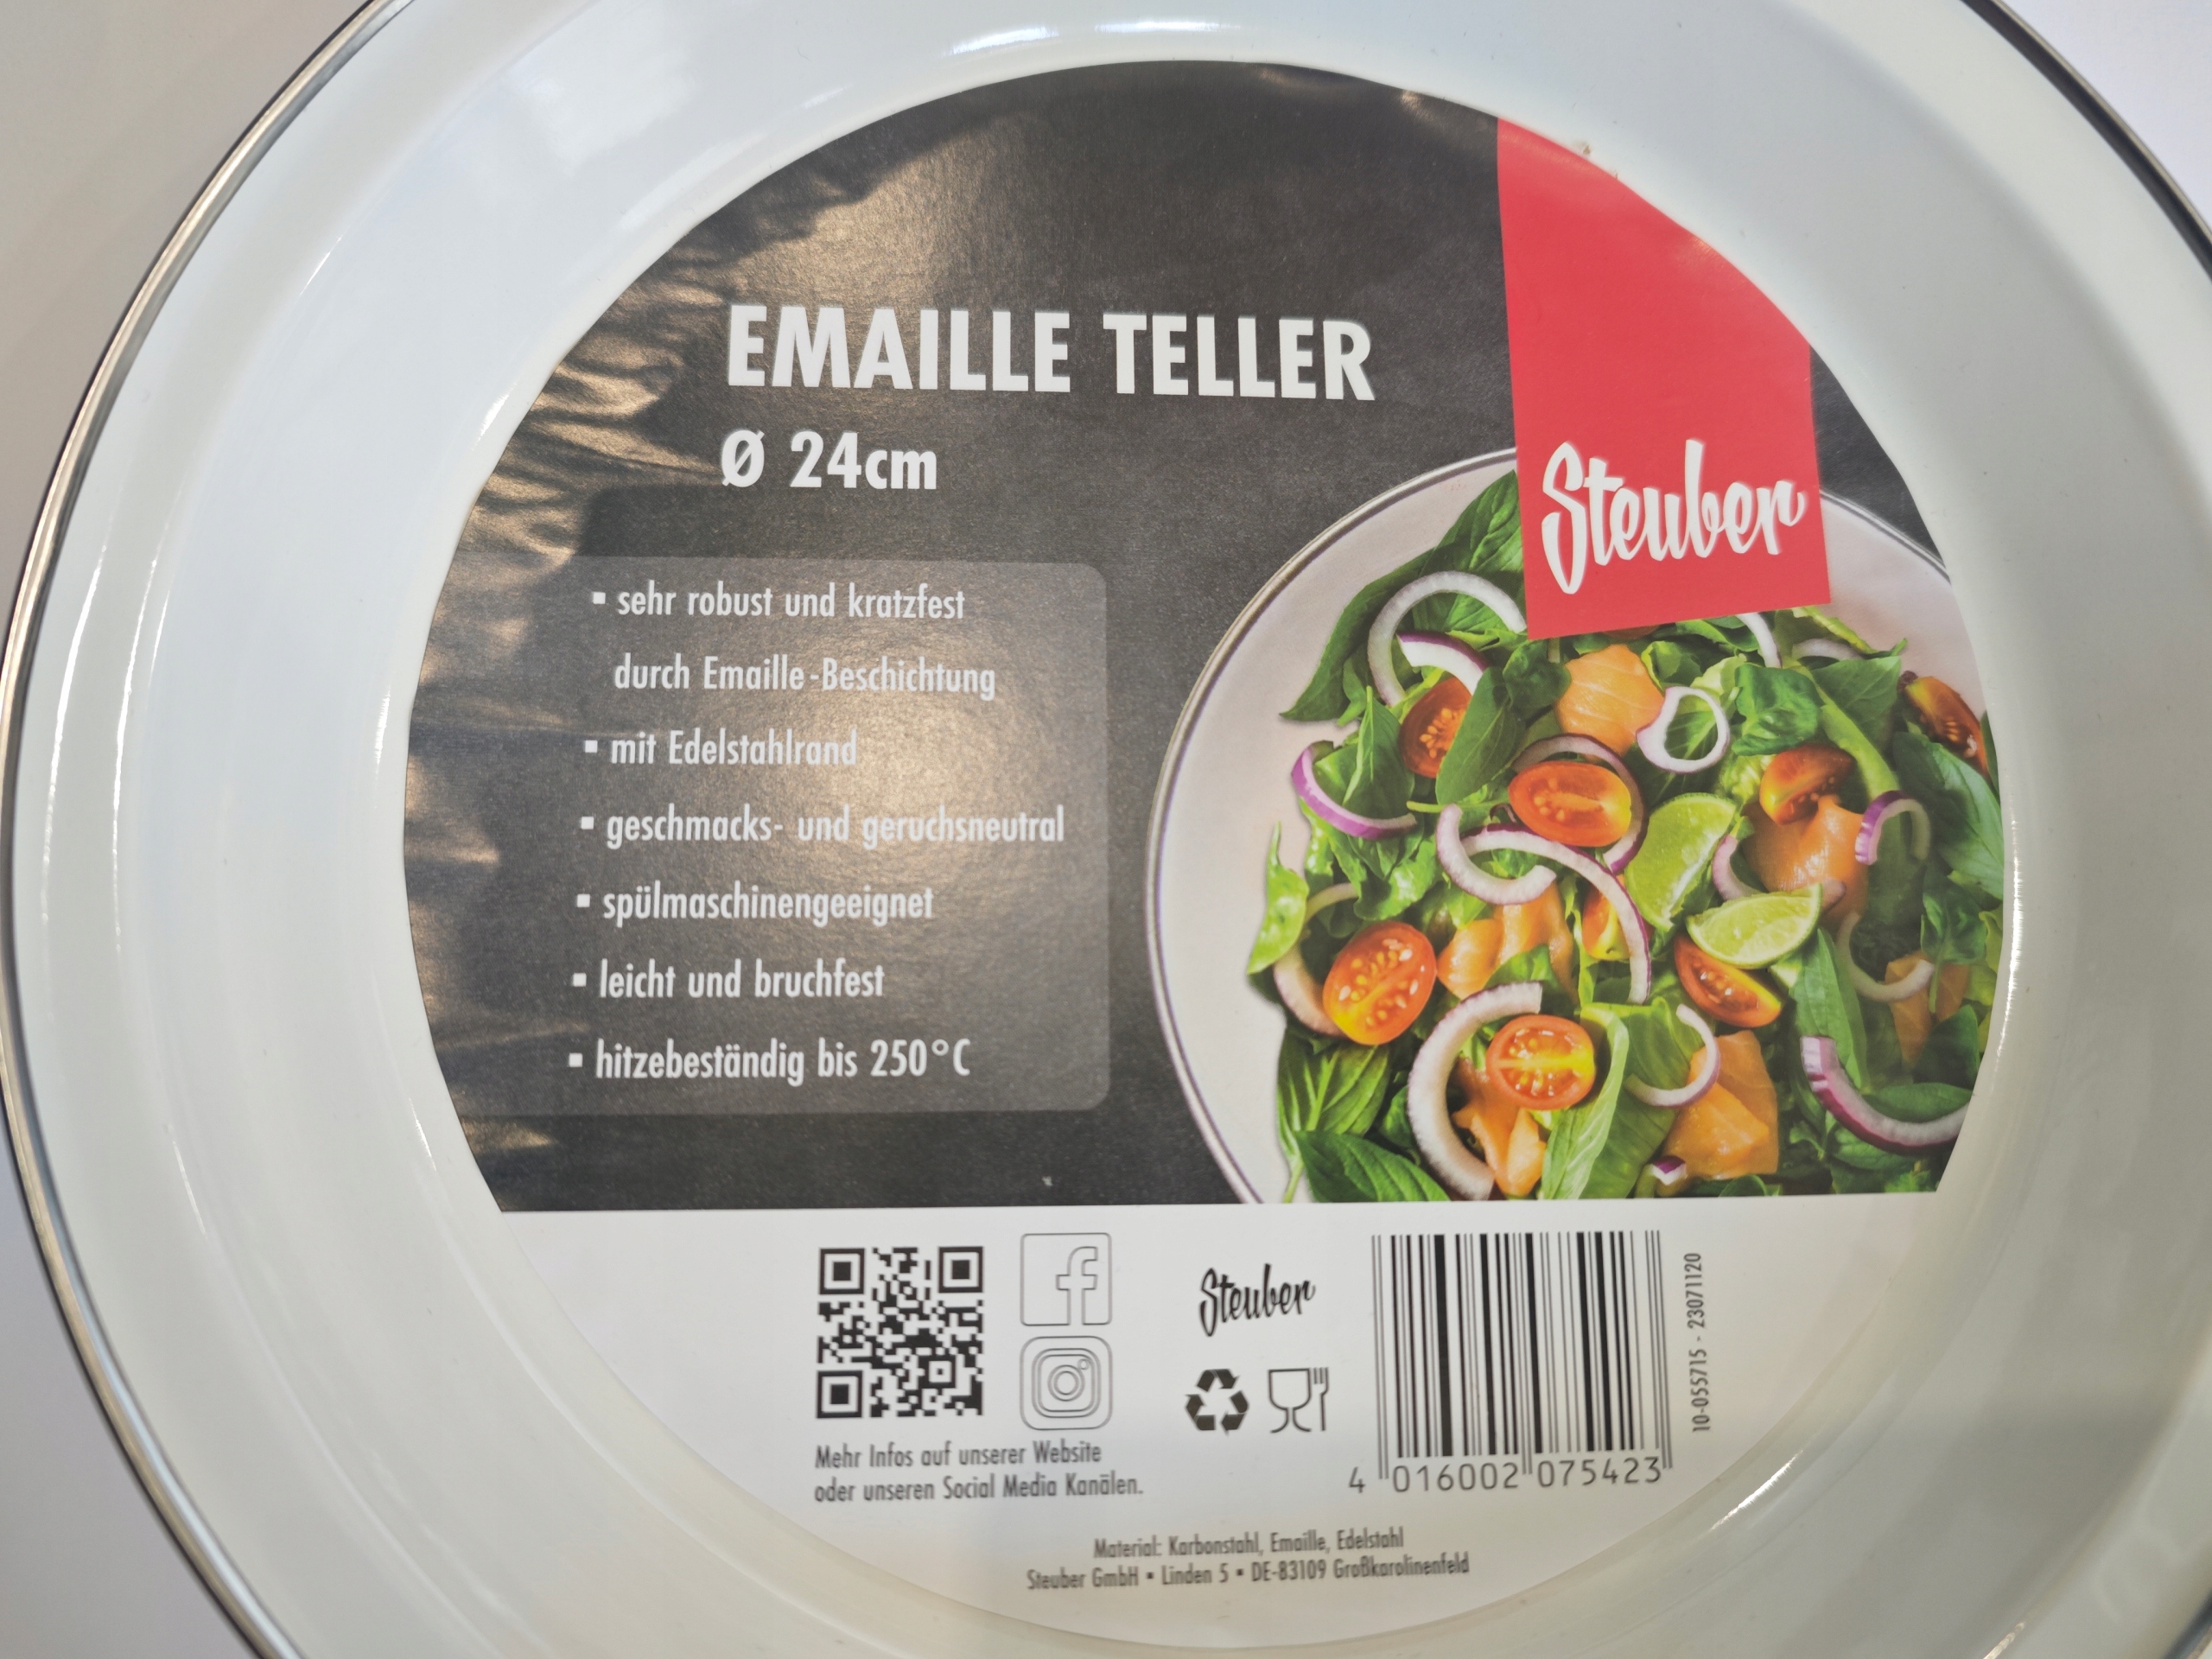 EMAILLE TELLER
Ø 24cm
Steuber
▪ sehr robust und kratzfest
durch Emaille-Beschichtung
▪ mit Edelstahlrand
▪ geschmacks- und geruchsneutral
▪ spülmaschinengeeignet
▪ leicht und bruchfest
▪ hitzebeständig bis 250°C
Mehr Infos auf unserer Website
oder unseren Social Media Kanälen.
Steuber
4 016002 075423
10-055715 - 23071120
Material: Karbonstahl, Emaille, Edelstahl
Steuber GmbH ▪ Linden 5 ▪ DE-83109 Großkarolinenfeld